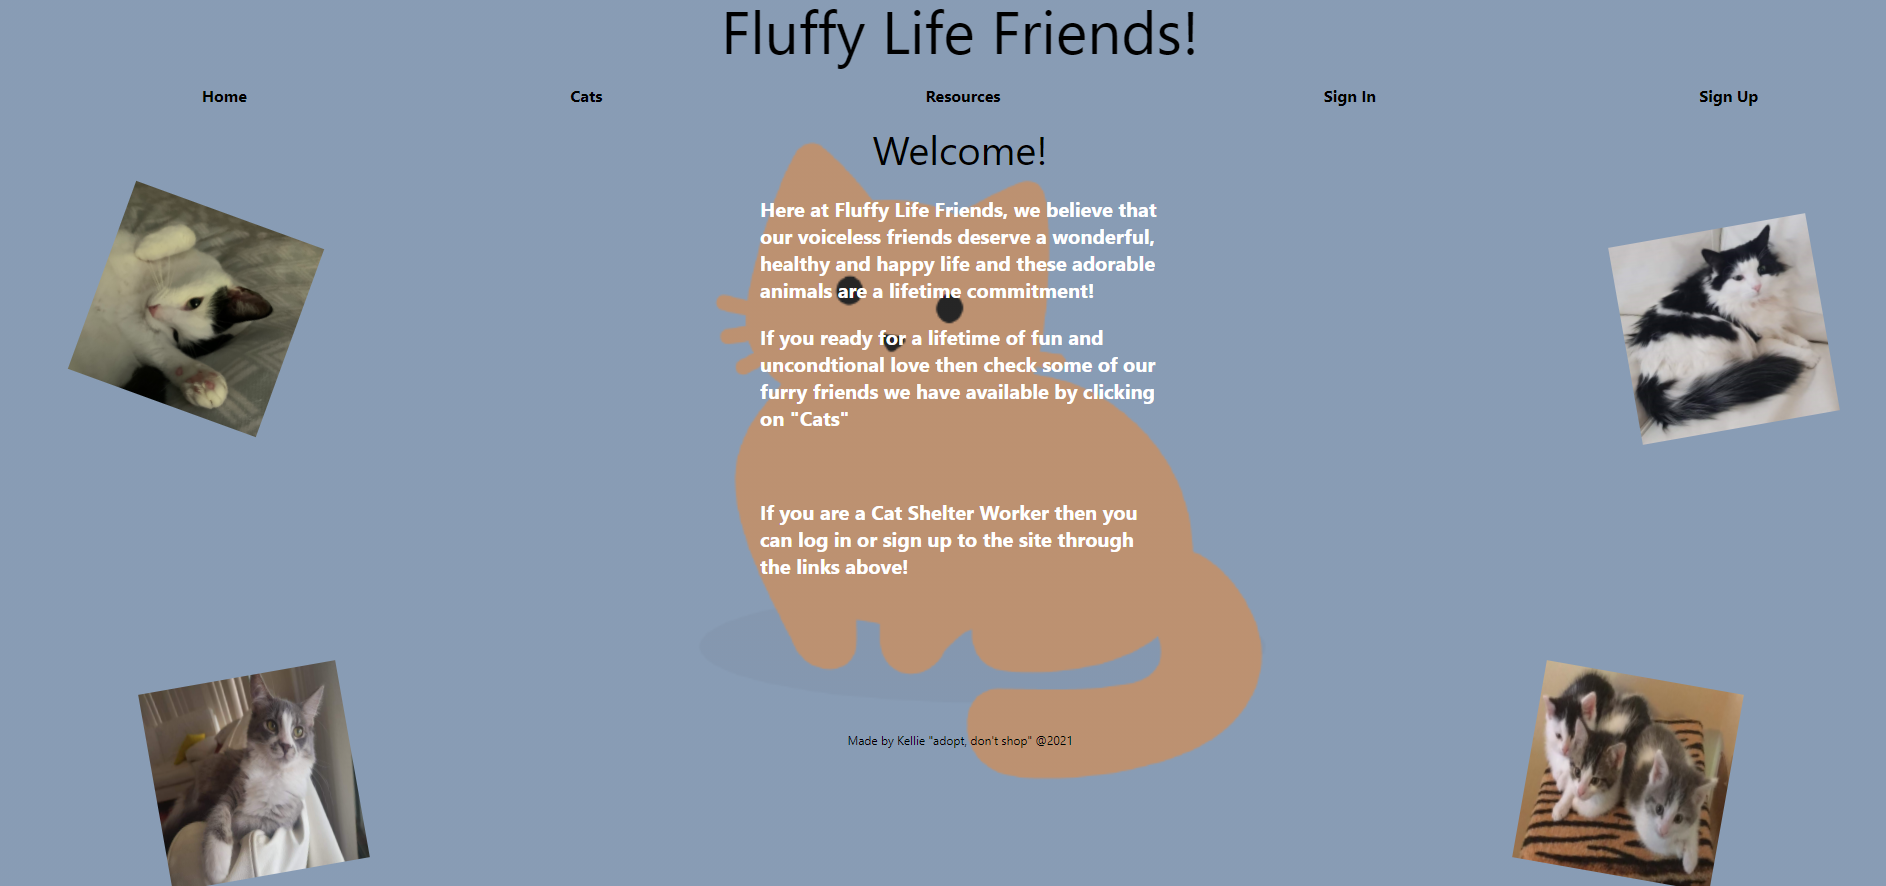 Fluffy Life Friends!
Home Cats Resources Sign In Sign Up
Welcome!
Here at Fluffy Life Friends, we believe that
our voiceless friends deserve a wonderful,
healthy and happy life and these adorable
animals are a lifetime commitment!
If you ready for a lifetime of fun and
uncondtional love then check some of our
furry friends we have available by clicking
on "Cats"
If you are a Cat Shelter Worker then you
can log in or sign up to the site through
the links above!
Made by Kellie "adopt, don't shop" @2021